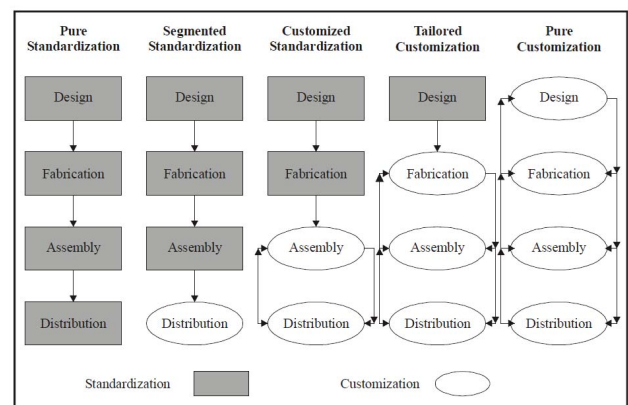 Pure Standardization
Segmented Standardization
Customized Standardization
Tailored Customization
Pure Customization
Design
Design
Design
Design
Design
Fabrication
Fabrication
Fabrication
Fabrication
Fabrication
Assembly
Assembly
Assembly
Assembly
Assembly
Distribution
Distribution
Distribution
Distribution
Distribution
Standardization
Customization